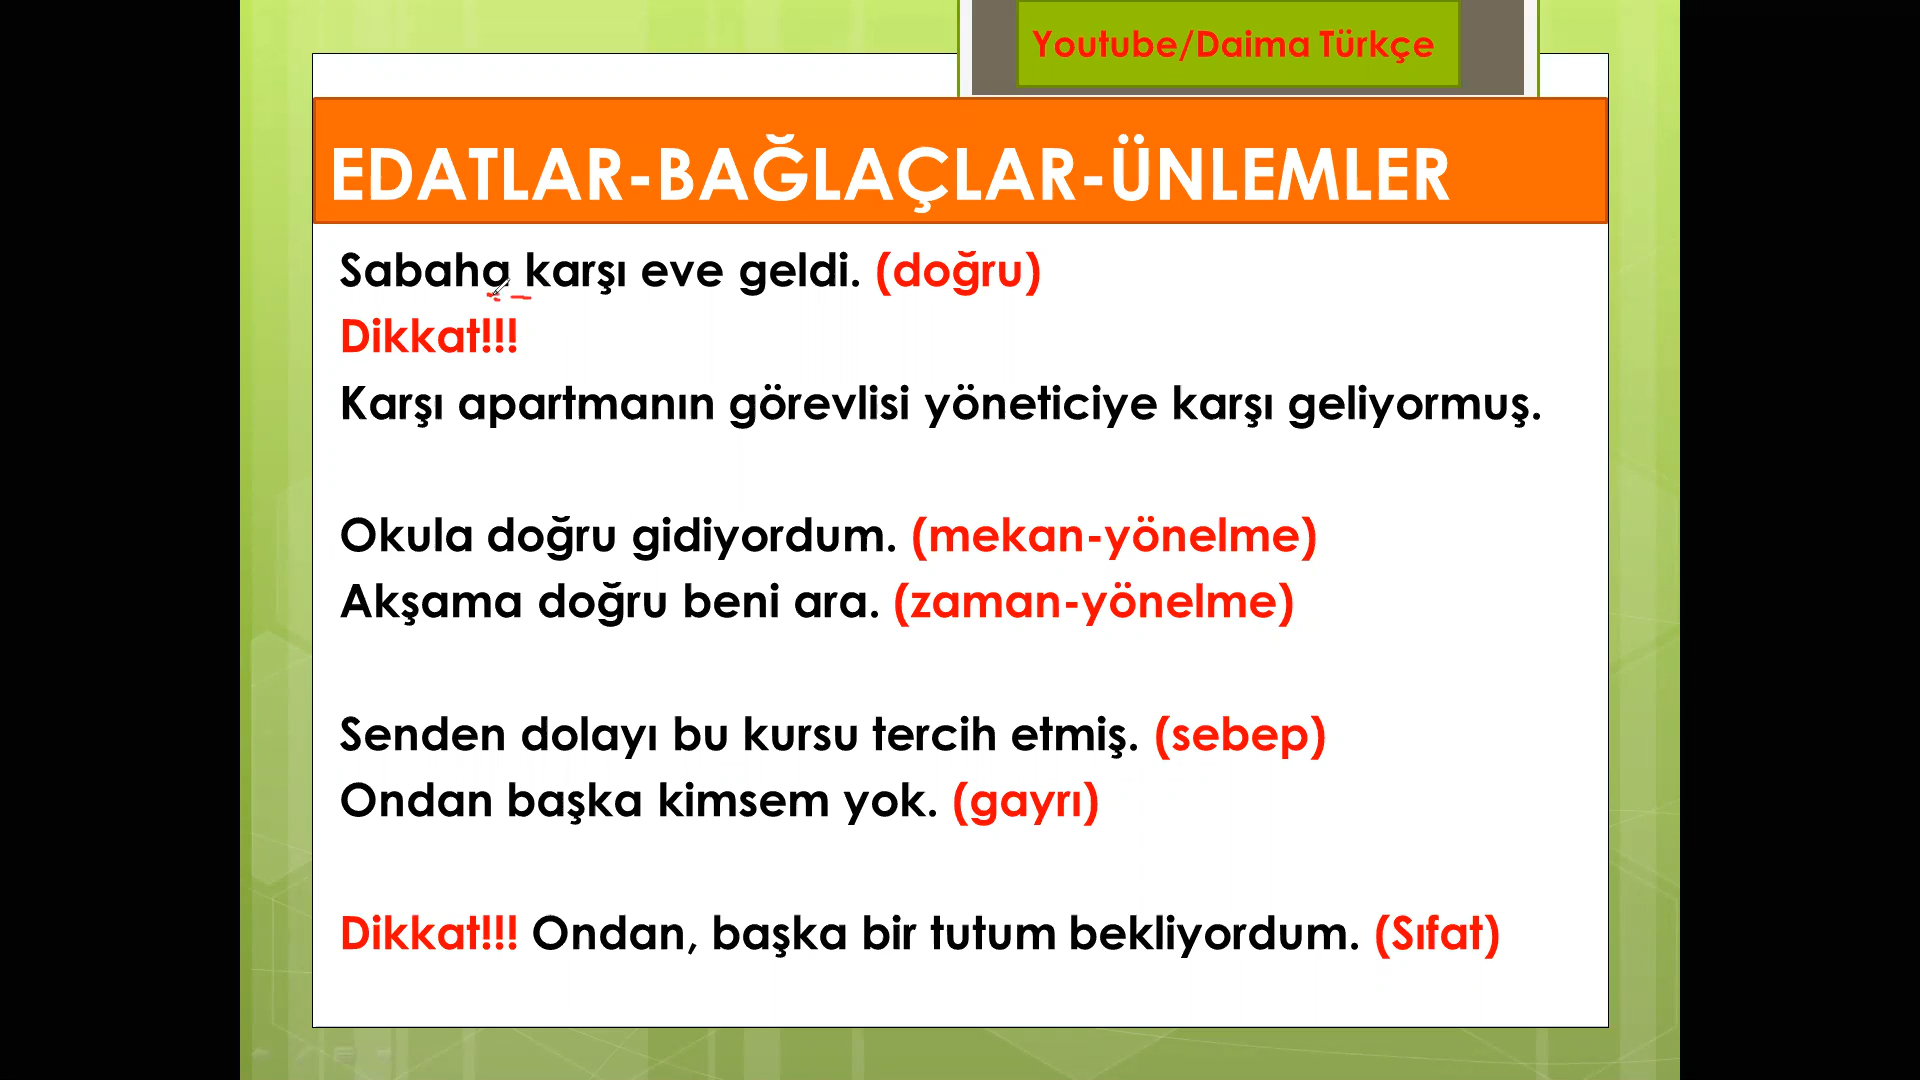 Youtube/Daima Türkçe
EDATLAR-BAĞLAÇLAR-ÜNLEMLER
Sabaha karşı eve geldi. (doğru)
Dikkat!!!
Karşı apartmanın görevlisi yöneticiye karşı geliyormuş.
Okula doğru gidiyordum. (mekan-yönelme)
Akşama doğru beni ara. (zaman-yönelme)
Senden dolayı bu kursu tercih etmiş. (sebep)
Ondan başka kimsem yok. (gayrı)
Dikkat!!! Ondan, başka bir tutum bekliyordum. (Sıfat)